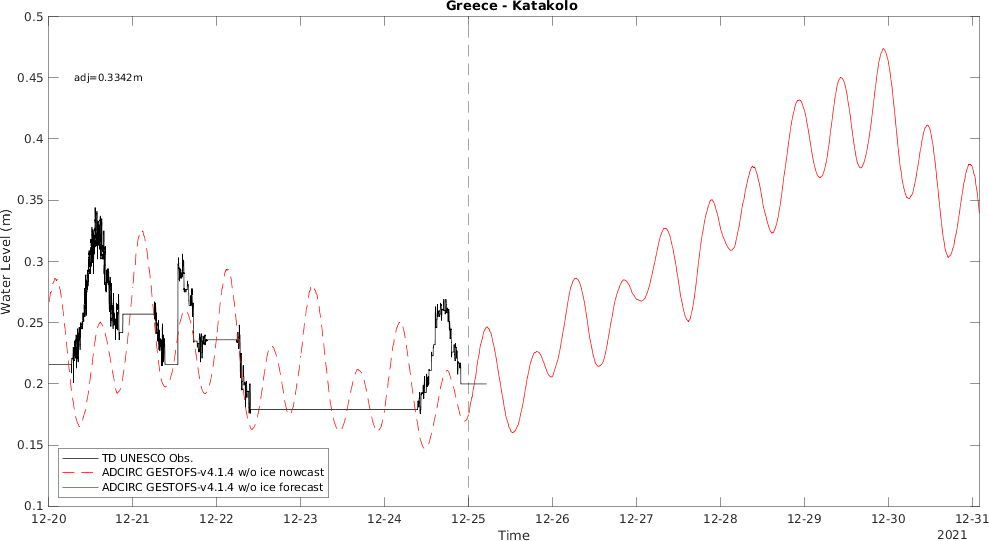 Greece - Katakolo
0.5
0.45
0.4
0.35
0.3
0.25
0.2
0.15
0.1
Water Level (m)
adj=0.3342m
TD UNESCO Obs.
ADCIRC GESTOFS-v4.1.4 w/o ice nowcast
ADCIRC GESTOFS-v4.1.4 w/o ice forecast
12-20 12-21 12-22 12-23 12-24 12-25 12-26 12-27 12-28 12-29 12-30 12-31
Time
2021